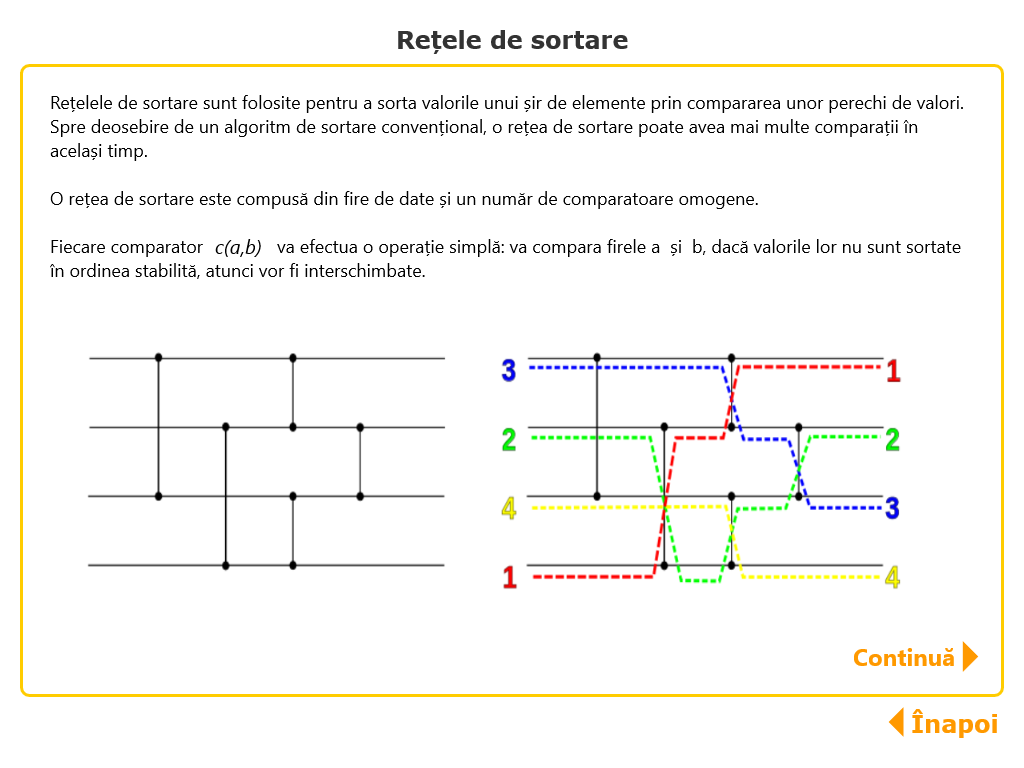 Rețele de sortare
Rețelele de sortare sunt folosite pentru a sorta valorile unui șir de elemente prin compararea unor perechi de valori.
Spre deosebire de un algoritm de sortare convențional, o rețea de sortare poate avea mai multe comparații în
același timp.
O rețea de sortare este compusă din fire de date și un număr de comparatoare omogene.
Fiecare comparator c(a,b) va efectua o operație simplă: va compara firele a și b, dacă valorile lor nu sunt sortate
în ordinea stabilită, atunci vor fi interschimbate.
3 1
2 2
4 3
1 4
Continuă
Înapoi